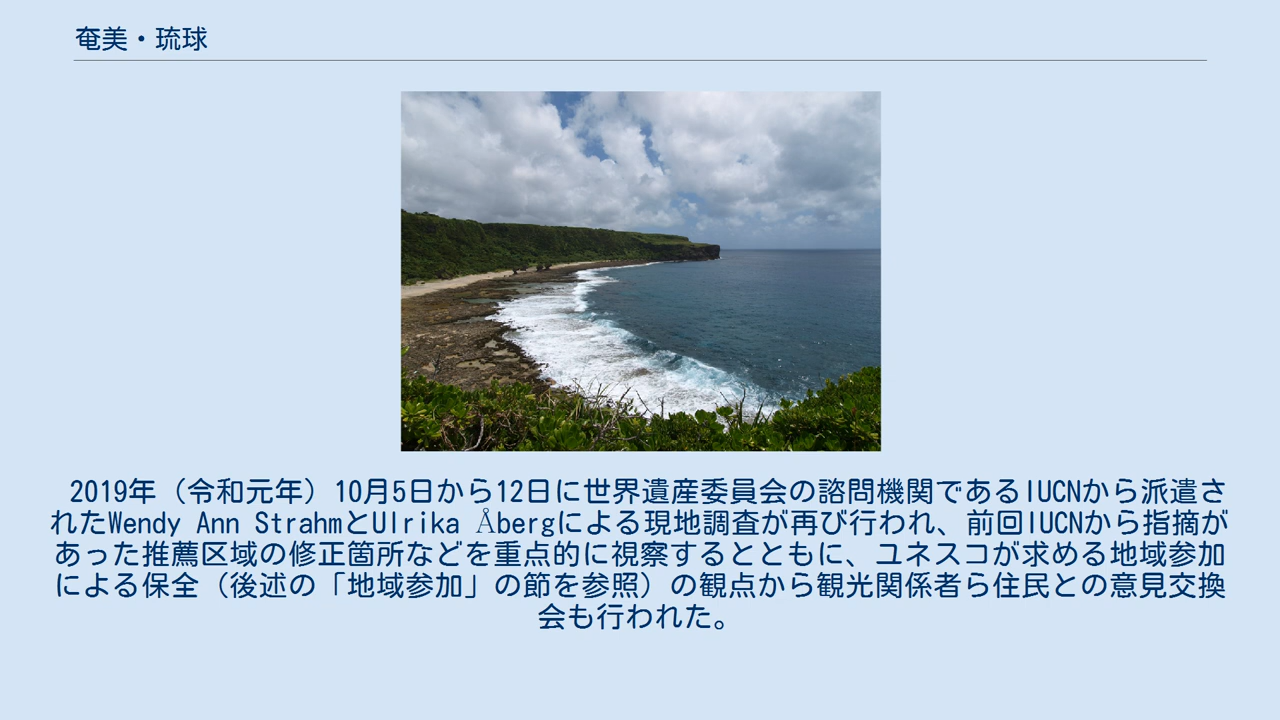 奄美・琉球
2019年（令和元年）10月5日から12日に世界遺産委員会の諮問機関であるIUCNから派遣さ
れたWendy Ann StrahmとUlrika Åbergによる現地調査が再び行われ、前回IUCNから指摘が
あった推薦区域の修正箇所などを重点的に視察するとともに、ユネスコが求める地域参加
による保全（後述の「地域参加」の節を参照）の観点から観光関係者ら住民との意見交換
会も行われた。